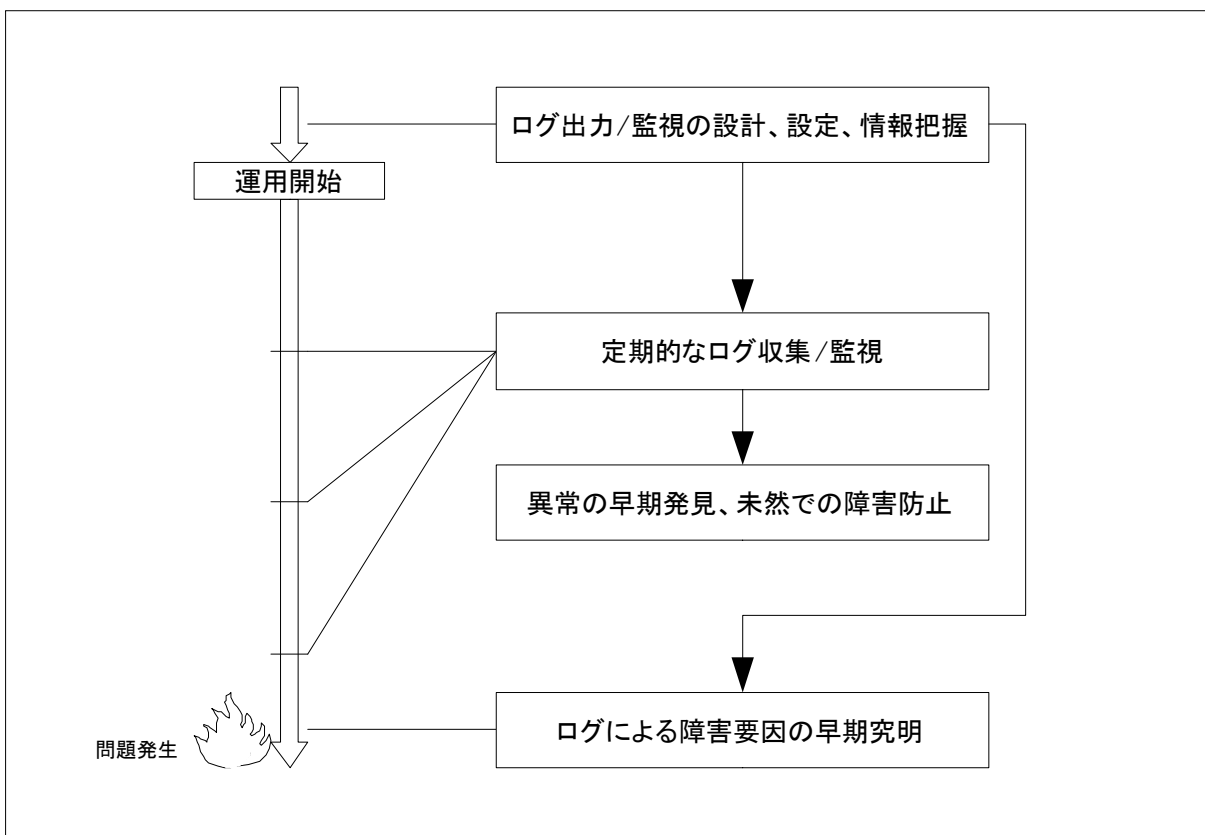 ログ出力/監視の設計、設定、情報把握
運用開始
定期的なログ収集/監視
異常の早期発見、未然での障害防止
ログによる障害要因の早期究明
問題発生